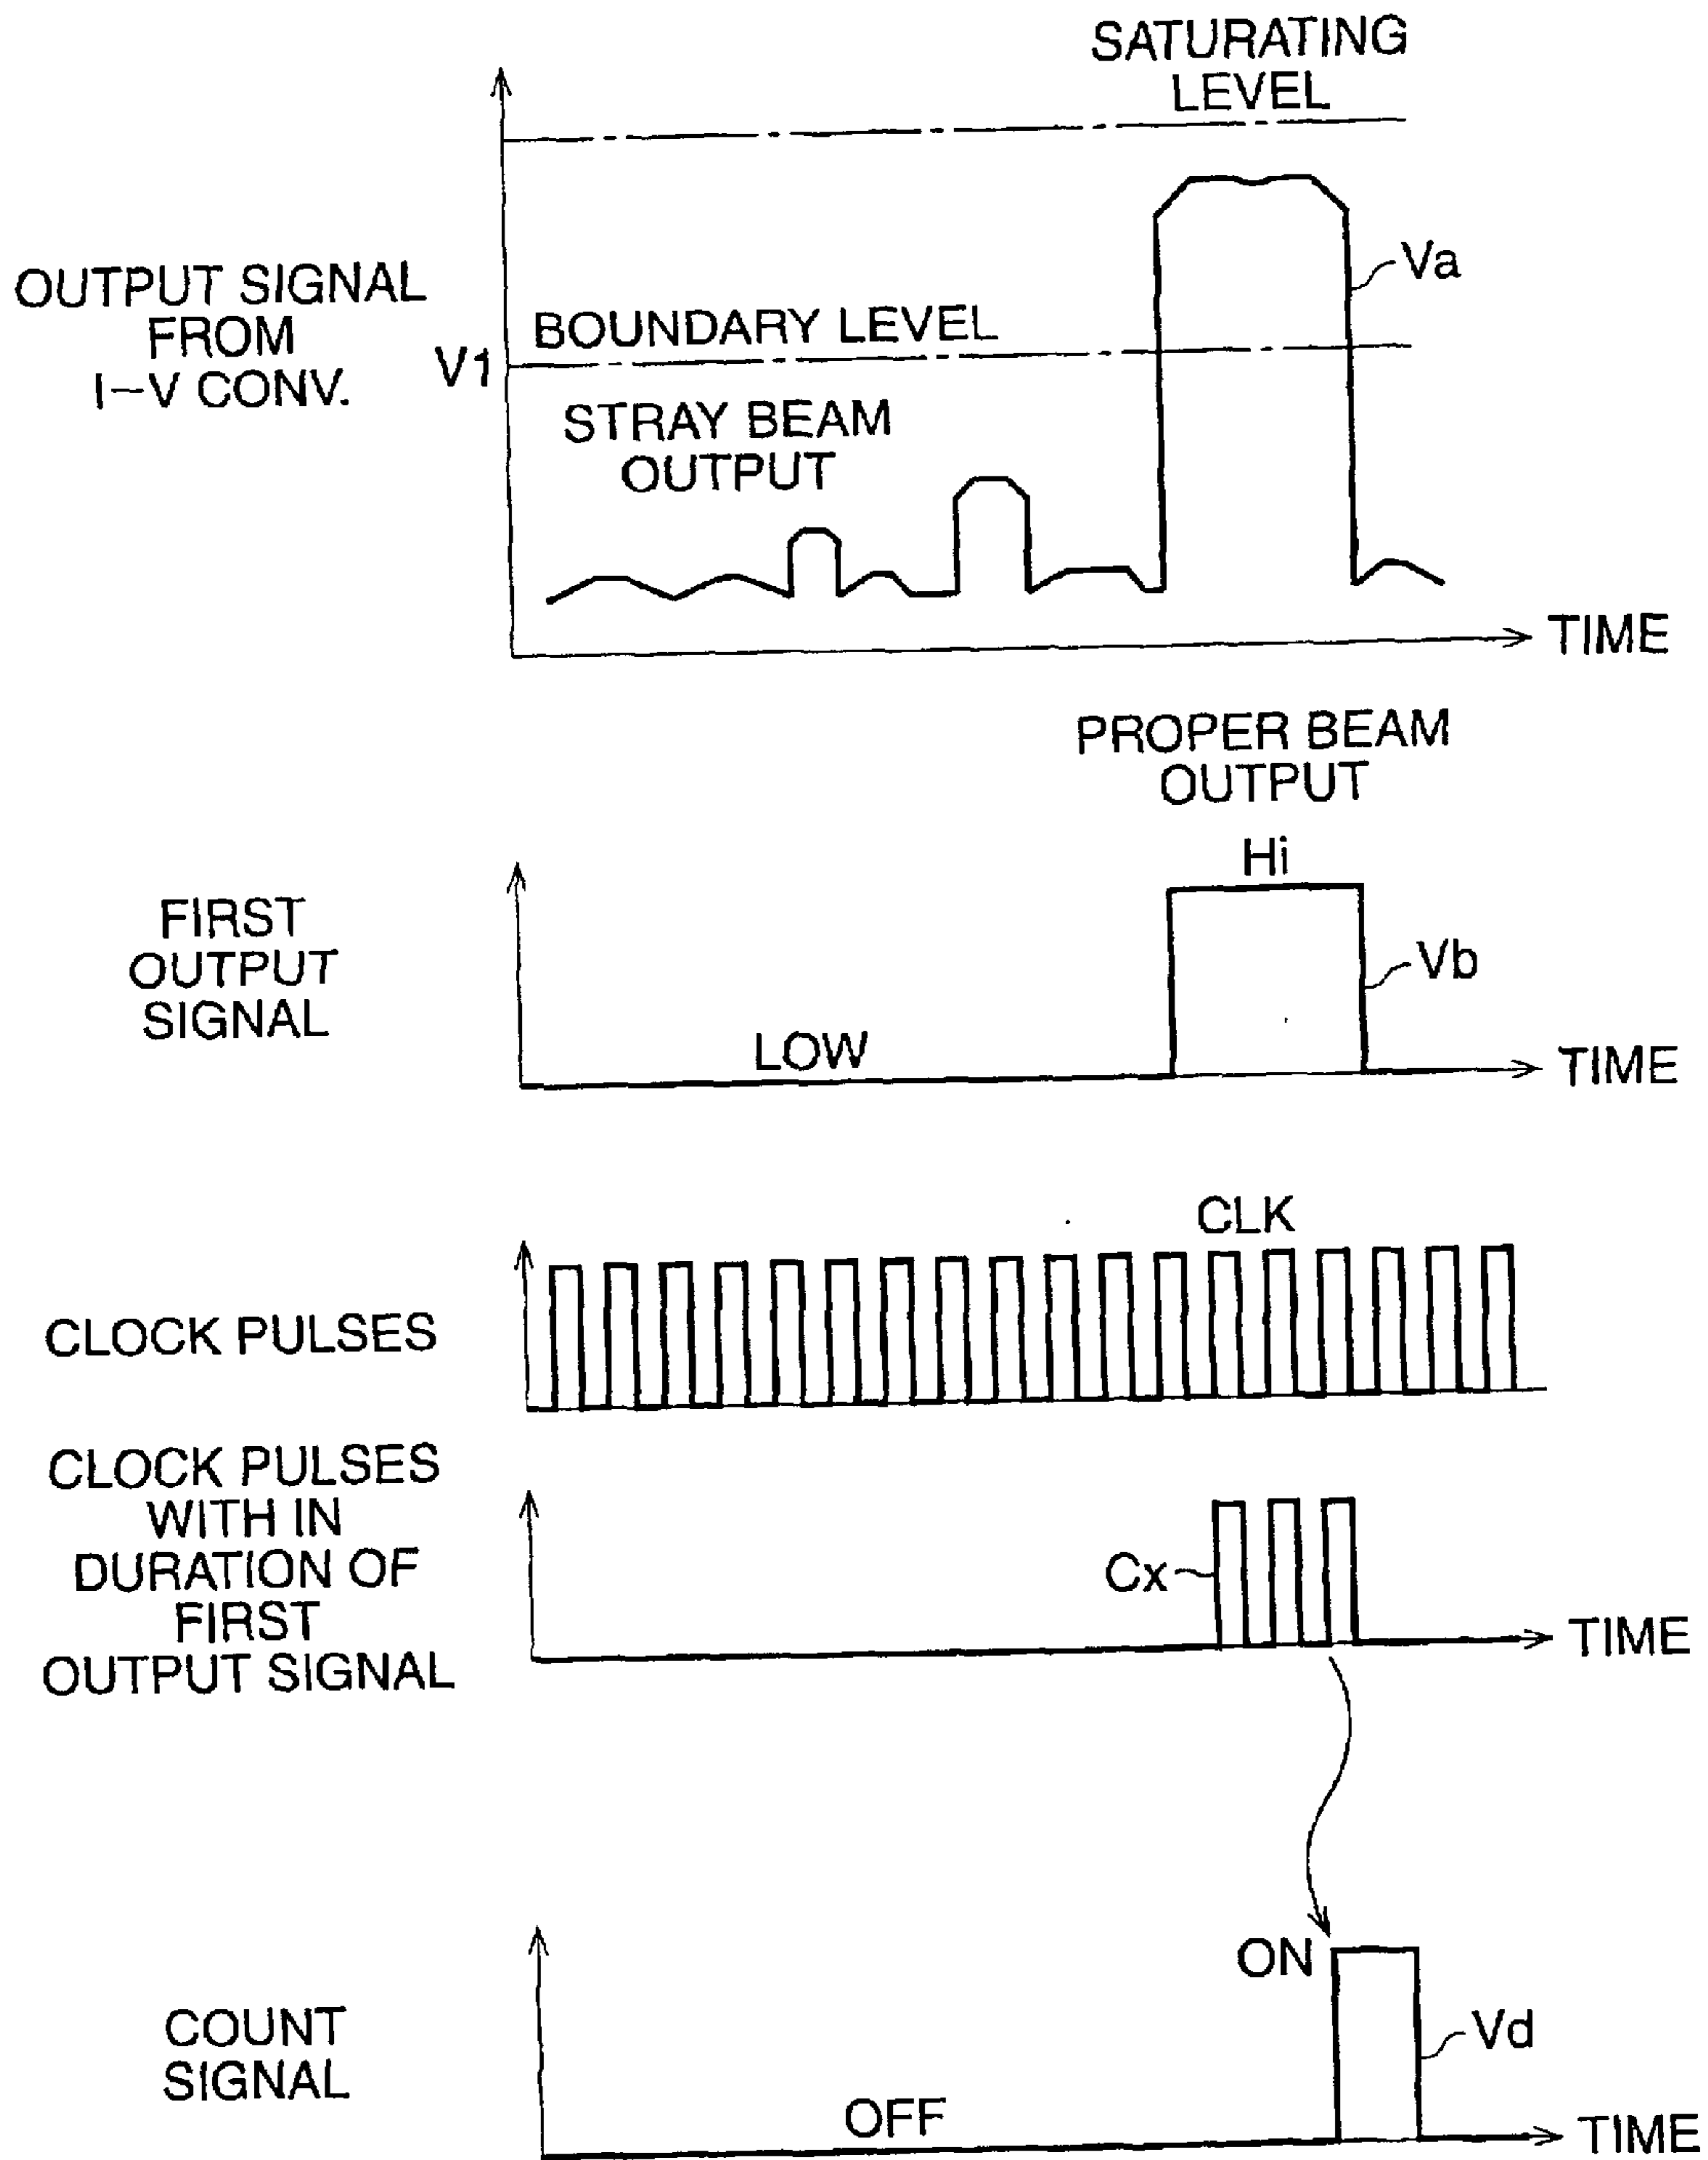 SATURATING
LEVEL
OUTPUT SIGNAL
FROM
I-V CONV.
V1
BOUNDARY LEVEL
Va
STRAY BEAM
OUTPUT
TIME
PROPER BEAM
OUTPUT
Hi
FIRST
OUTPUT
SIGNAL
Vb
LOW
TIME
CLK
CLOCK PULSES
CLOCK PULSES
WITH IN
DURATION OF
FIRST
OUTPUT SIGNAL
Cx
TIME
ON
COUNT
SIGNAL
Vd
OFF
TIME